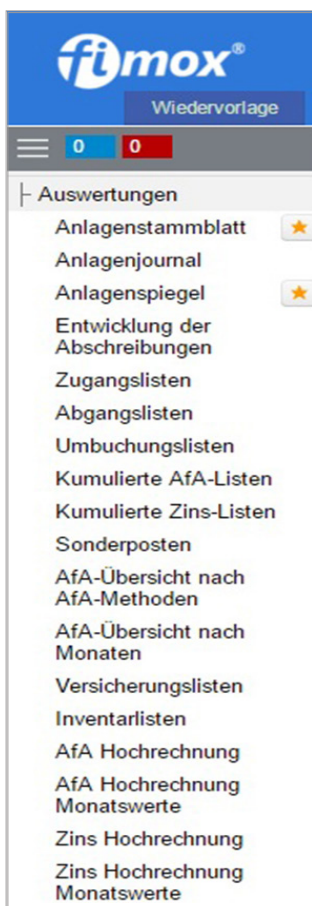 fimox®
Wiedervorlage
0 0
Auswertungen
Anlagenstammblatt
Anlagenjournal
Anlagenspiegel
Entwicklung der
Abschreibungen
Zugangslisten
Abgangslisten
Umbuchungslisten
Kumulierte AfA-Listen
Kumulierte Zins-Listen
Sonderposten
AfA-Übersicht nach
AfA-Methoden
AfA-Übersicht nach
Monaten
Versicherungslisten
Inventarlisten
AfA Hochrechnung
AfA Hochrechnung
Monatswerte
Zins Hochrechnung
Zins Hochrechnung
Monatswerte